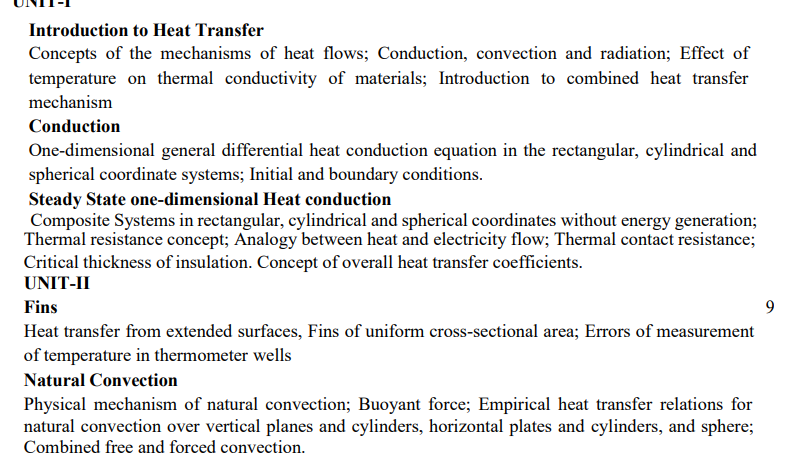 UNIT-I
Introduction to Heat Transfer
Concepts of the mechanisms of heat flows; Conduction, convection and radiation; Effect of
temperature on thermal conductivity of materials; Introduction to combined heat transfer
mechanism
Conduction
One-dimensional general differential heat conduction equation in the rectangular, cylindrical and
spherical coordinate systems; Initial and boundary conditions.
Steady State one-dimensional Heat conduction
Composite Systems in rectangular, cylindrical and spherical coordinates without energy generation;
Thermal resistance concept; Analogy between heat and electricity flow; Thermal contact resistance;
Critical thickness of insulation. Concept of overall heat transfer coefficients.
UNIT-II
Fins 9
Heat transfer from extended surfaces, Fins of uniform cross-sectional area; Errors of measurement
of temperature in thermometer wells
Natural Convection
Physical mechanism of natural convection; Buoyant force; Empirical heat transfer relations for
natural convection over vertical planes and cylinders, horizontal plates and cylinders, and sphere;
Combined free and forced convection.